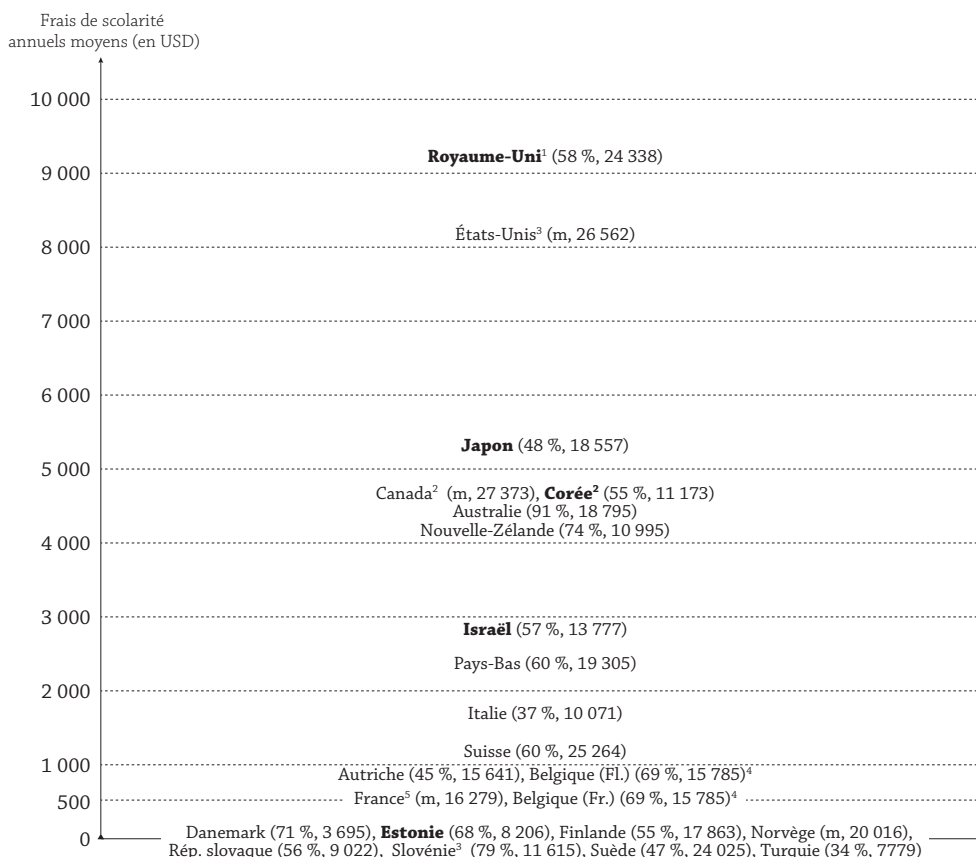 Frais de scolarité
annuels moyens (en USD)
10 000
Royaume-Uni¹ (58 %, 24 338)
9 000
États-Unis³ (m, 26 562)
8 000
7 000
6 000
Japon (48 %, 18 557)
5 000
Canada² (m, 27 373), Corée² (55 %, 11 173)
Australie (91 %, 18 795)
Nouvelle-Zélande (74 %, 10 995)
4 000
3 000
Israël (57 %, 13 777)
Pays-Bas (60 %, 19 305)
2 000
Italie (37 %, 10 071)
Suisse (60 %, 25 264)
1 000
Autriche (45 %, 15 641), Belgique (Fl.) (69 %, 15 785)⁴
500
France⁵ (m, 16 279), Belgique (Fr.) (69 %, 15 785)⁴
0
Danemark (71 %, 3 695), Estonie (68 %, 8 206), Finlande (55 %, 17 863), Norvège (m, 20 016),
Rép. slovaque (56 %, 9 022), Slovénie³ (79 %, 11 615), Suède (47 %, 24 025), Turquie (34 %, 7779)